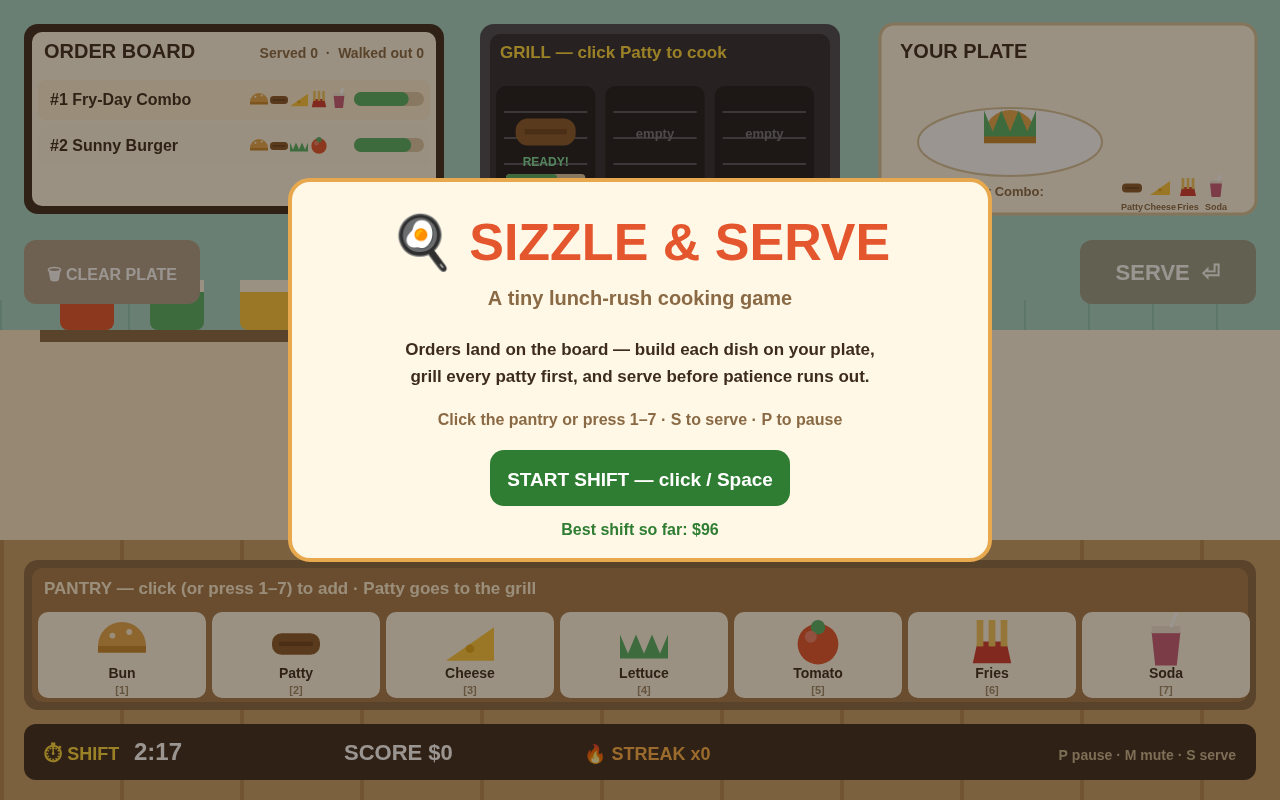 ORDER BOARD
Served 0 · Walked out 0
#1 Fry-Day Combo
#2 Sunny Burger
GRILL — click Patty to cook
READY!
empty
empty
YOUR PLATE
Combo:
Patty Cheese Fries Soda
CLEAR PLATE
SERVE ⏎
SIZZLE & SERVE
A tiny lunch-rush cooking game
Orders land on the board — build each dish on your plate,
grill every patty first, and serve before patience runs out.
Click the pantry or press 1–7 · S to serve · P to pause
START SHIFT — click / Space
Best shift so far: $96
PANTRY — click (or press 1–7) to add · Patty goes to the grill
Bun
[1]
Patty
[2]
Cheese
[3]
Lettuce
[4]
Tomato
[5]
Fries
[6]
Soda
[7]
SHIFT 2:17
SCORE $0
STREAK x0
P pause · M mute · S serve